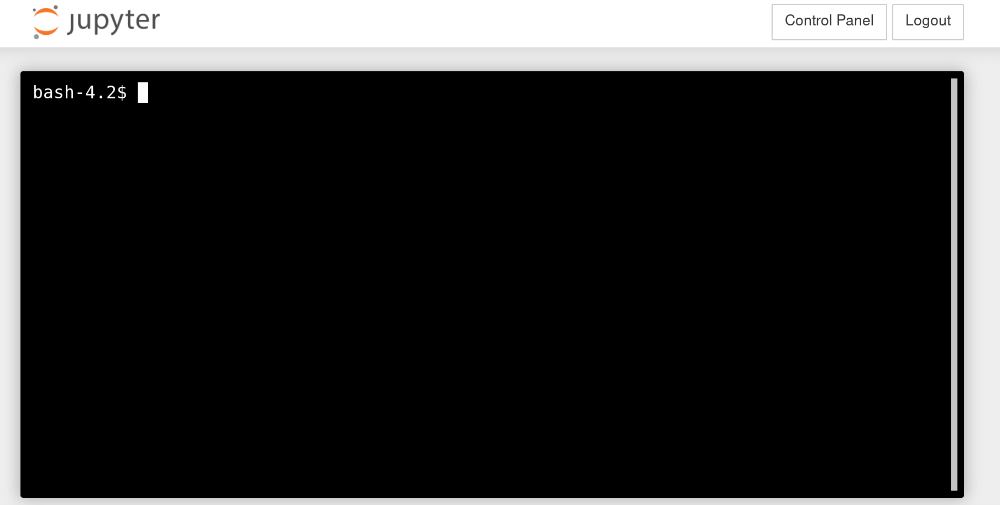 jupyter
Control Panel
Logout
bash-4.2$